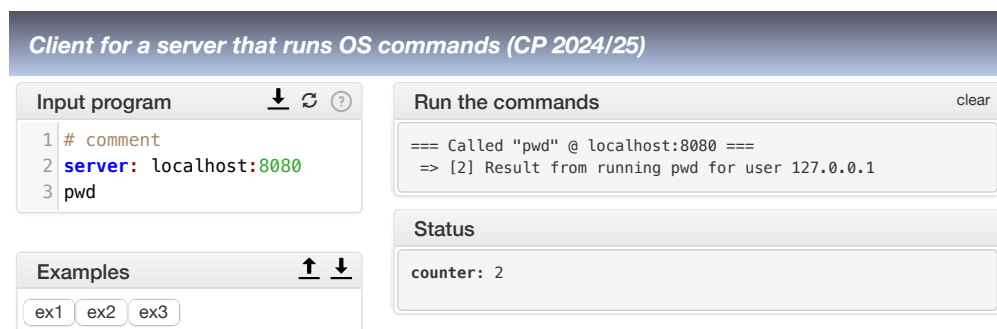 Client for a server that runs OS commands (CP 2024/25)
Input program
?
1 # comment
2 server: localhost:8080
3 pwd
Examples
ex1 ex2 ex3
Run the commands clear
=== Called "pwd" @ localhost:8080 ===
=> [2] Result from running pwd for user 127.0.0.1
Status
counter: 2